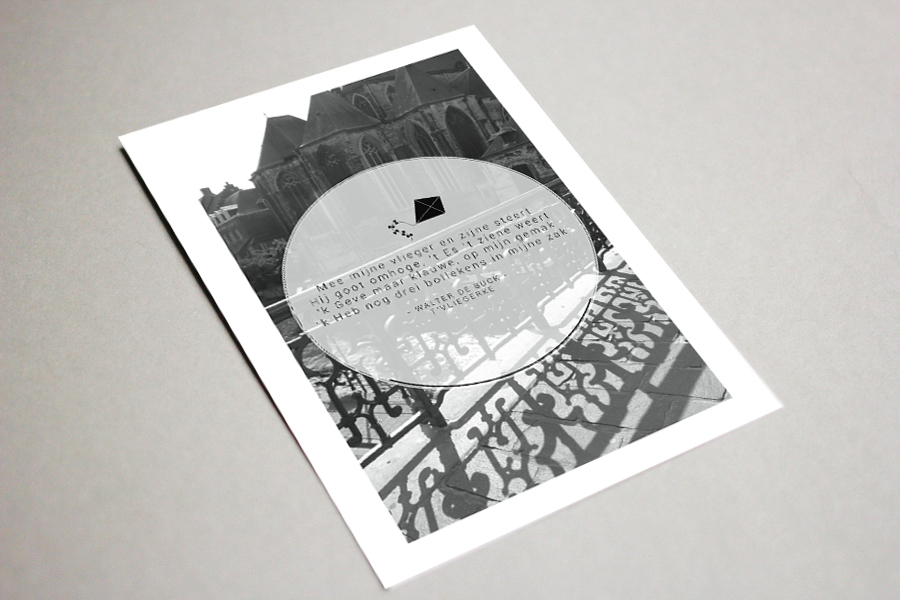 Mee mijne vlieger en zijne steert
Hij goot omhoge, 't Es 't ziene weert
'k Geve maar klauwe, op mijn gemak
'k Heb nog drei bollekens in mijne zak.
- WALTER DE BUCK -
T'VLIEGERKE